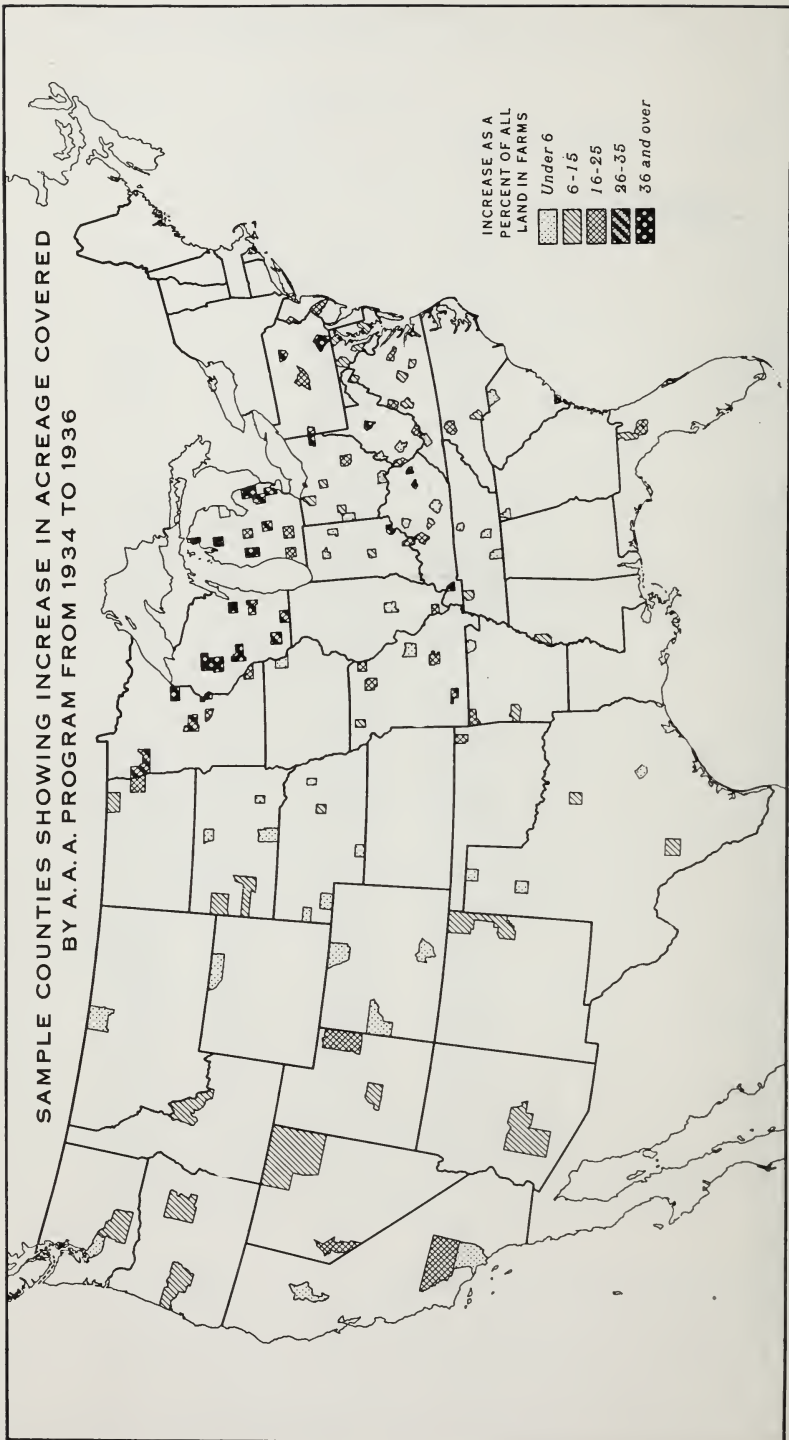 SAMPLE COUNTIES SHOWING INCREASE IN ACREAGE COVERED
BY A.A.A. PROGRAM FROM 1934 TO 1936
INCREASE AS A
PERCENT OF ALL
LAND IN FARMS
Under 6
6-15
16-25
26-35
36 and over